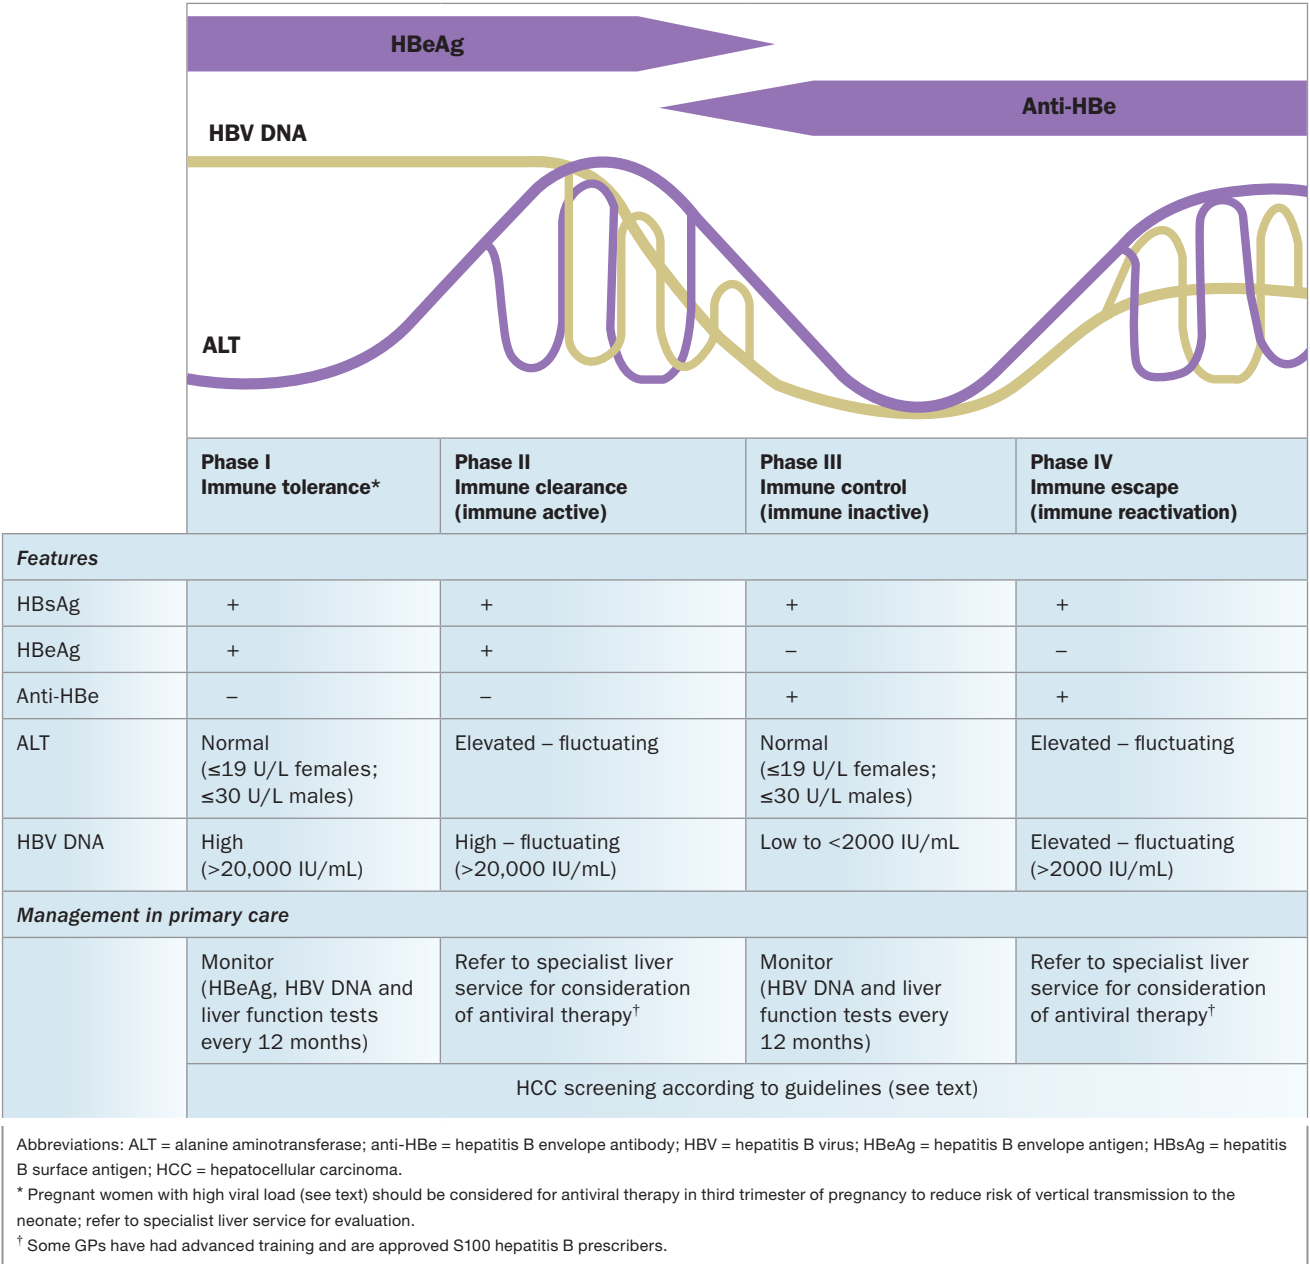 HBeAg
Anti-HBe
HBV DNA
ALT
Phase I
Immune tolerance*
Phase II
Immune clearance
(immune active)
Phase III
Immune control
(immune inactive)
Phase IV
Immune escape
(immune reactivation)
Features
HBsAg + + + +
HBeAg + + – –
Anti-HBe – – + +
ALT
Normal
(≤19 U/L females;
≤30 U/L males)
Elevated – fluctuating
Normal
(≤19 U/L females;
≤30 U/L males)
Elevated – fluctuating
HBV DNA
High
(>20,000 IU/mL)
High – fluctuating
(>20,000 IU/mL)
Low to <2000 IU/mL
Elevated – fluctuating
(>2000 IU/mL)
Management in primary care
Monitor
(HBeAg, HBV DNA and
liver function tests
every 12 months)
Refer to specialist liver
service for consideration
of antiviral therapy†
Monitor
(HBV DNA and liver
function tests every
12 months)
Refer to specialist liver
service for consideration
of antiviral therapy†
HCC screening according to guidelines (see text)
Abbreviations: ALT = alanine aminotransferase; anti-HBe = hepatitis B envelope antibody; HBV = hepatitis B virus; HBeAg = hepatitis B envelope antigen; HBsAg = hepatitis
B surface antigen; HCC = hepatocellular carcinoma.
* Pregnant women with high viral load (see text) should be considered for antiviral therapy in third trimester of pregnancy to reduce risk of vertical transmission to the
neonate; refer to specialist liver service for evaluation.
† Some GPs have had advanced training and are approved S100 hepatitis B prescribers.